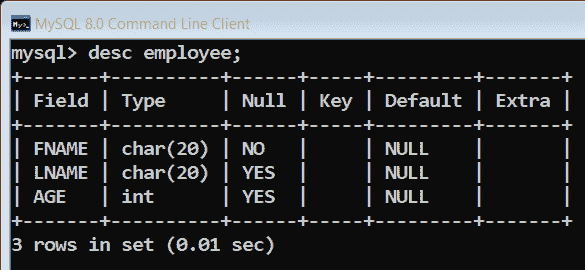 MySQL 8.0 Command Line Client
mysql> desc employee;
+-------+----------+------+-----+---------+-------+
| Field | Type     | Null | Key | Default | Extra |
+-------+----------+------+-----+---------+-------+
| FNAME | char(20) | NO   |     | NULL    |       |
| LNAME | char(20) | YES  |     | NULL    |       |
| AGE   | int      | YES  |     | NULL    |       |
+-------+----------+------+-----+---------+-------+
3 rows in set (0.01 sec)